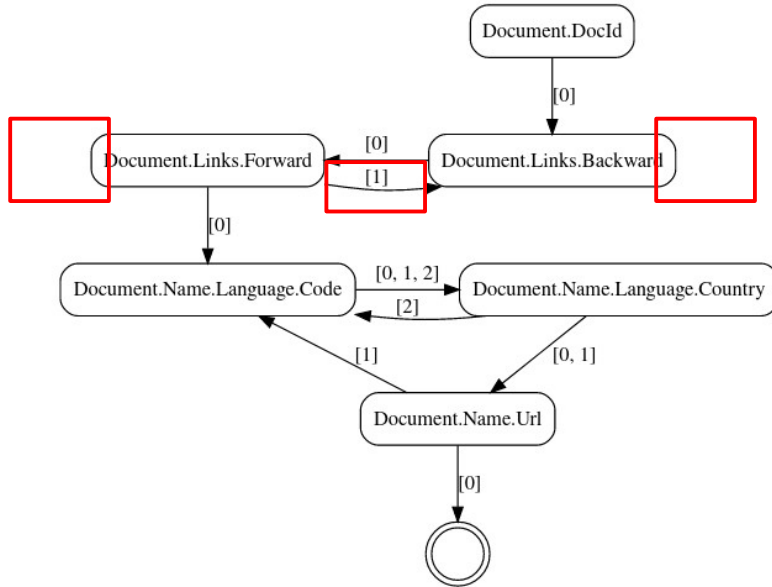 Document.DocId
[0]
[0]
Document.Links.Forward
Document.Links.Backward
[1]
[0]
[0, 1, 2]
Document.Name.Language.Code
Document.Name.Language.Country
[2]
[1]
[0, 1]
Document.Name.Url
[0]